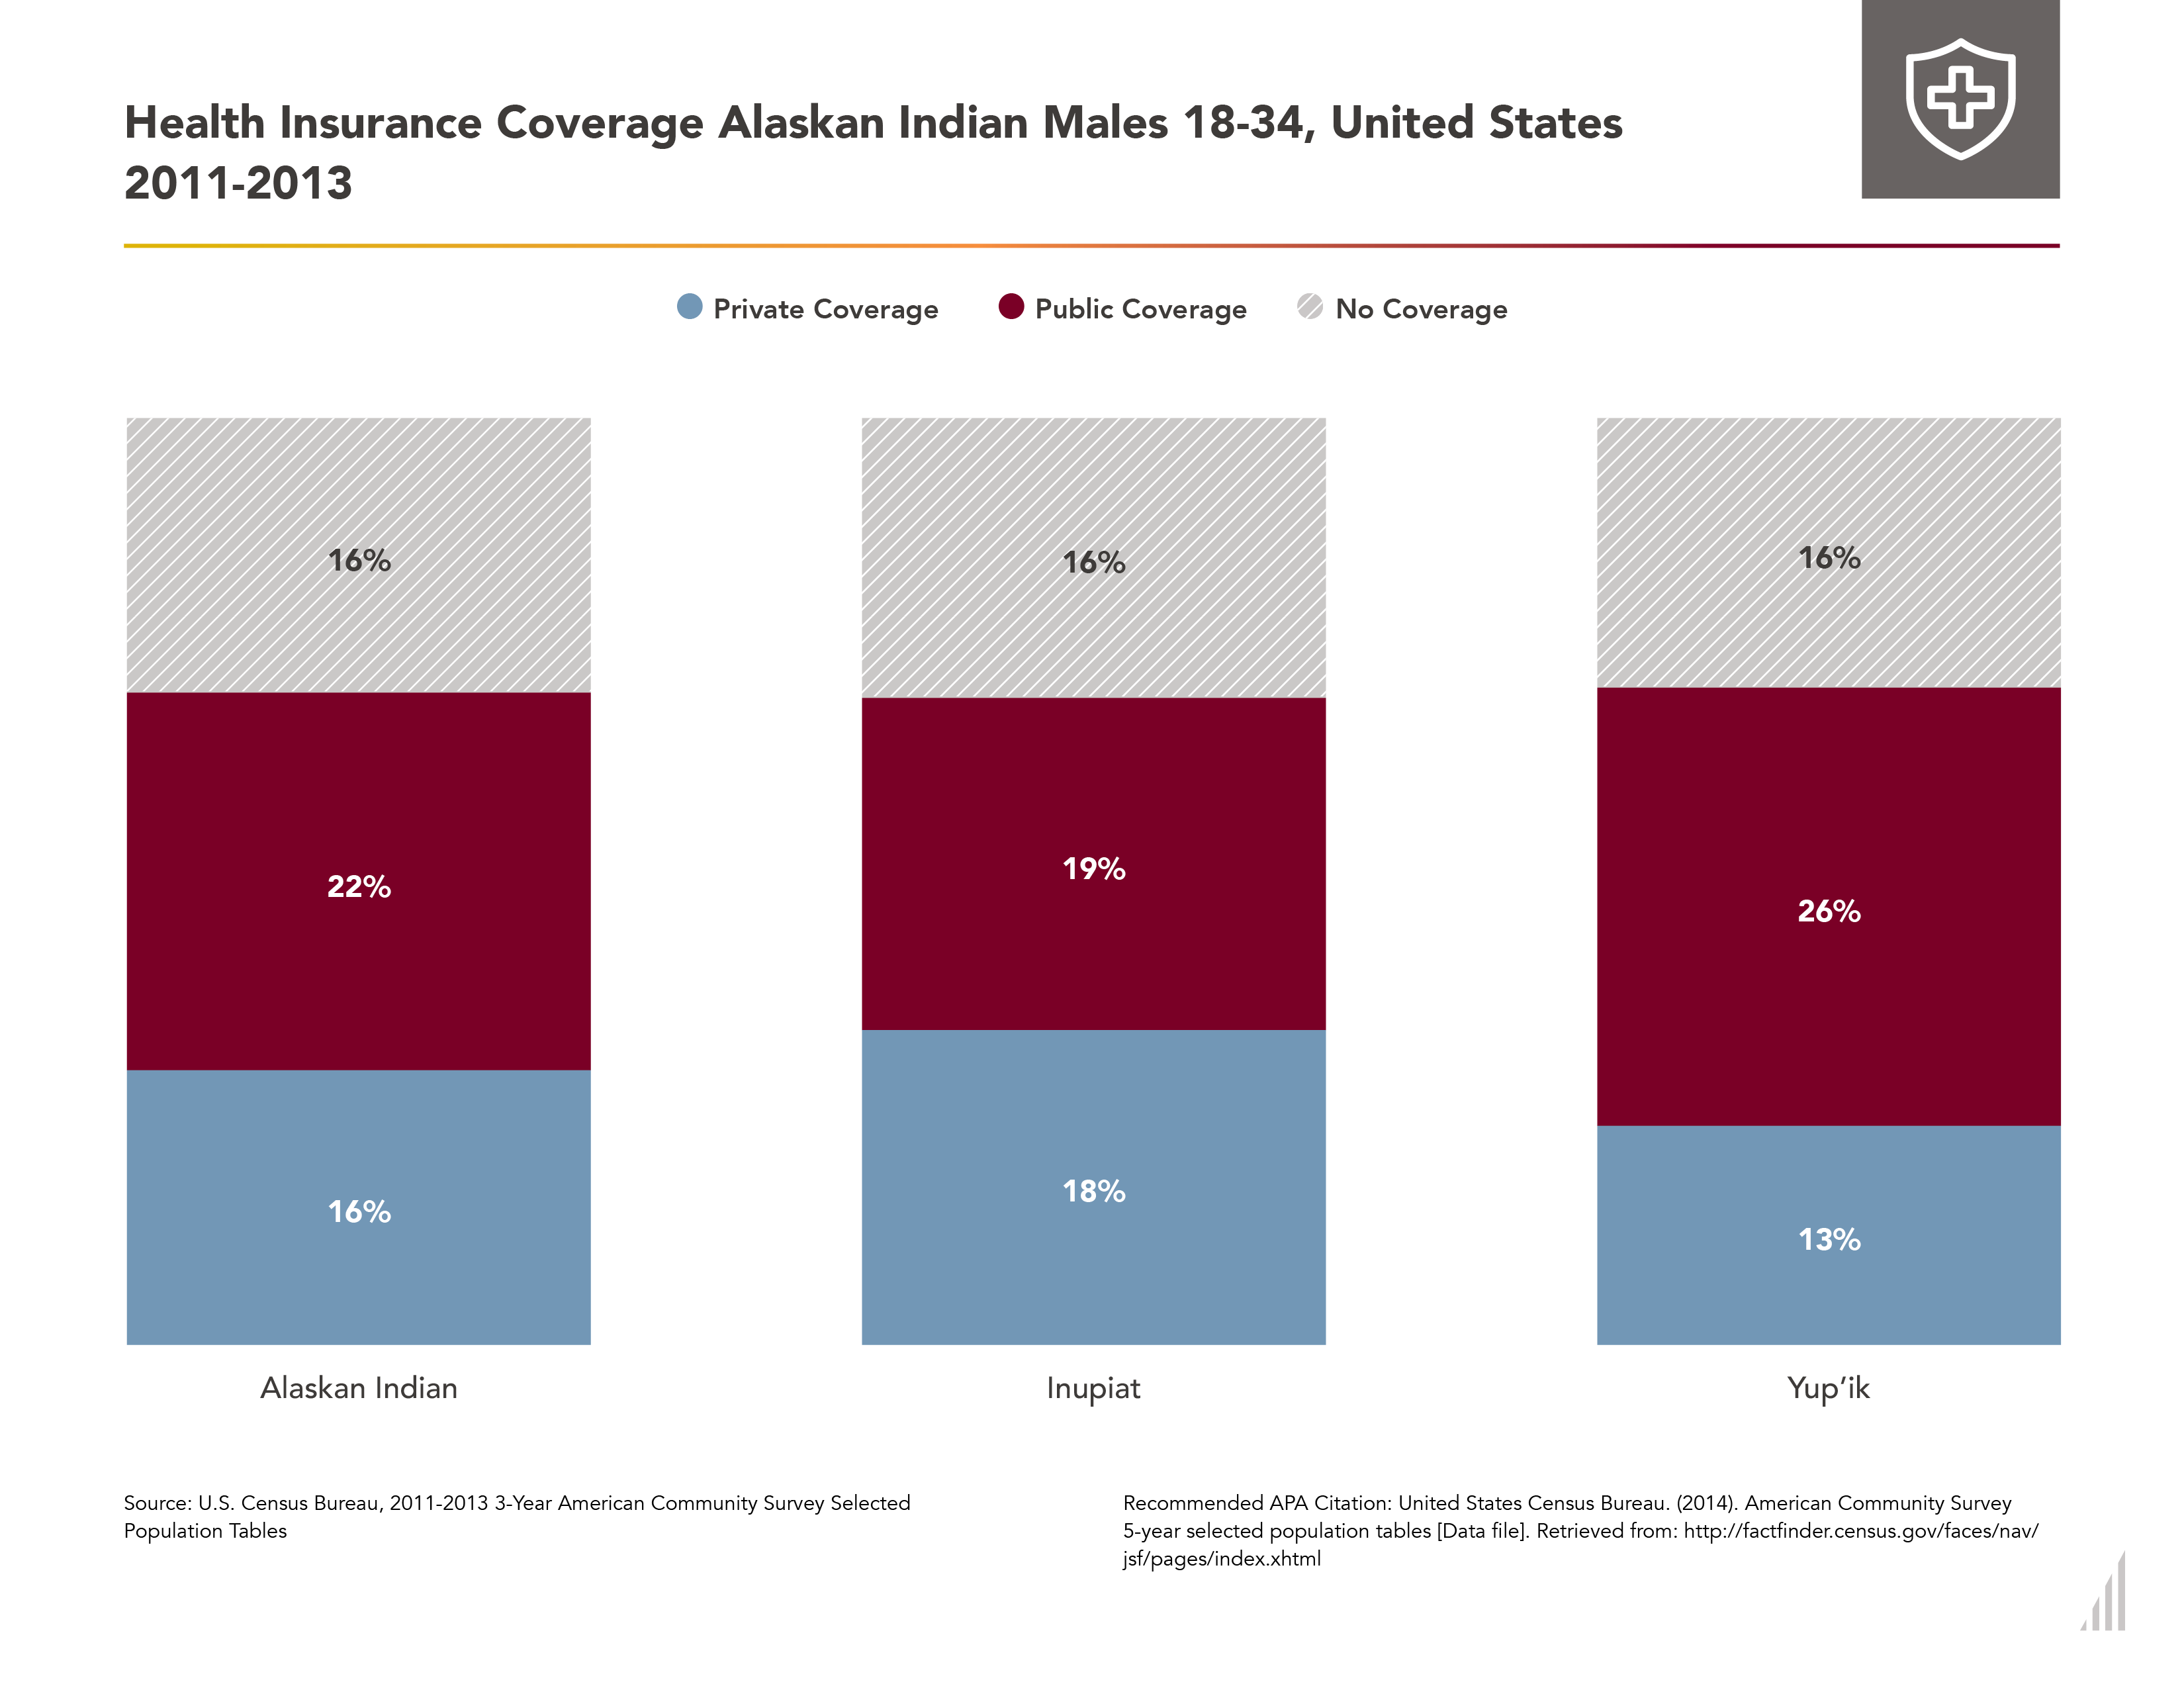 Health Insurance Coverage Alaskan Indian Males 18-34, United States
2011-2013
Private Coverage
Public Coverage
No Coverage
16%
16%
16%
22%
19%
26%
16%
18%
13%
Alaskan Indian
Inupiat
Yup’ik
Source: U.S. Census Bureau, 2011-2013 3-Year American Community Survey Selected
Population Tables
Recommended APA Citation: United States Census Bureau. (2014). American Community Survey
5-year selected population tables [Data file]. Retrieved from: http://factfinder.census.gov/faces/nav/
jsf/pages/index.xhtml